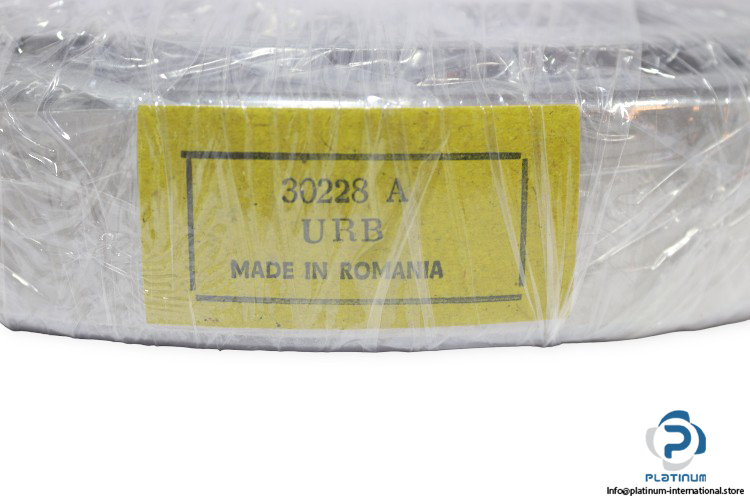 30228 A
URB
MADE IN ROMANIA
PLATINUM
Info@platinum-international.store